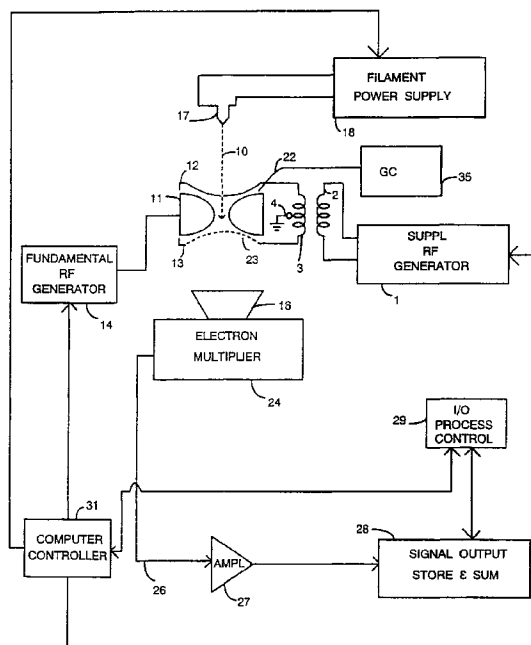 FILAMENT
POWER SUPPLY
18
17
10
12
22
11
GC
35
4
2
3
13
23
FUNDAMENTAL
RF
GENERATOR
14
SUPPL
RF
GENERATOR
1
16
ELECTRON
MULTIPLIER
24
29
I/O
PROCESS
CONTROL
31
COMPUTER
CONTROLLER
28
SIGNAL OUTPUT
STORE & SUM
26
AMPL
27